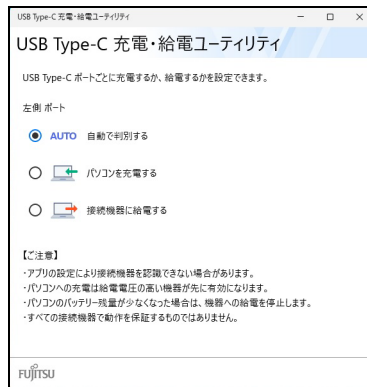 USB Type-C 充電・給電ユーティリティ
USB Type-C 充電・給電ユーティリティ
USB Type-C ポートごとに充電するか、給電するかを設定できます。
左側 ポート
AUTO 自動で判別する
パソコンを充電する
接続機器に給電する
【ご注意】
・アプリの設定により接続機器を認識できない場合があります。
・パソコンへの充電は給電電圧の高い機器が先に有効になります。
・パソコンのバッテリー残量が少なくなった場合は、機器への給電を停止します。
・すべての接続機器で動作を保証するものではありません。
FUJITSU